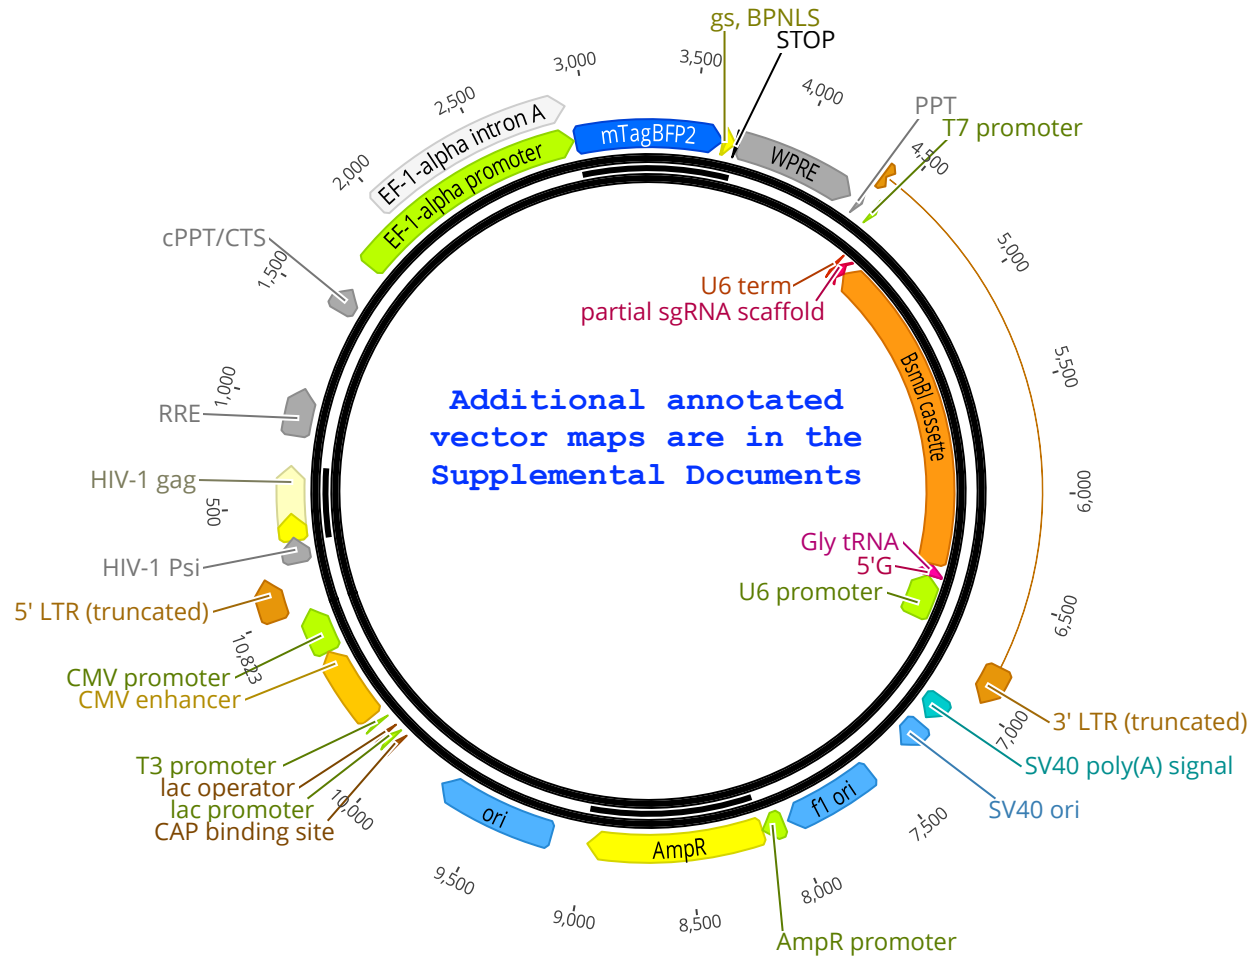 gs, BPNLS
STOP
3,000
3,500
4,000
2,500
PPT
T7 promoter
4,500
2,000
EF-1-alpha intron A
EF-1-alpha promoter
mTagBFP2
WPRE
cPPT/CTS
1,500
5,000
U6 term
partial sgRNA scaffold
BsmBI cassette
5,500
1,000
RRE
Additional annotated
vector maps are in the
Supplemental Documents
HIV-1 gag
500
6,000
HIV-1 Psi
Gly tRNA
5'G
U6 promoter
5' LTR (truncated)
6,500
10,823
CMV promoter
CMV enhancer
3' LTR (truncated)
7,000
T3 promoter
lac operator
lac promoter
CAP binding site
10,000
SV40 poly(A) signal
SV40 ori
ori
AmpR
f1 ori
7,500
9,500
8,000
9,000
8,500
AmpR promoter